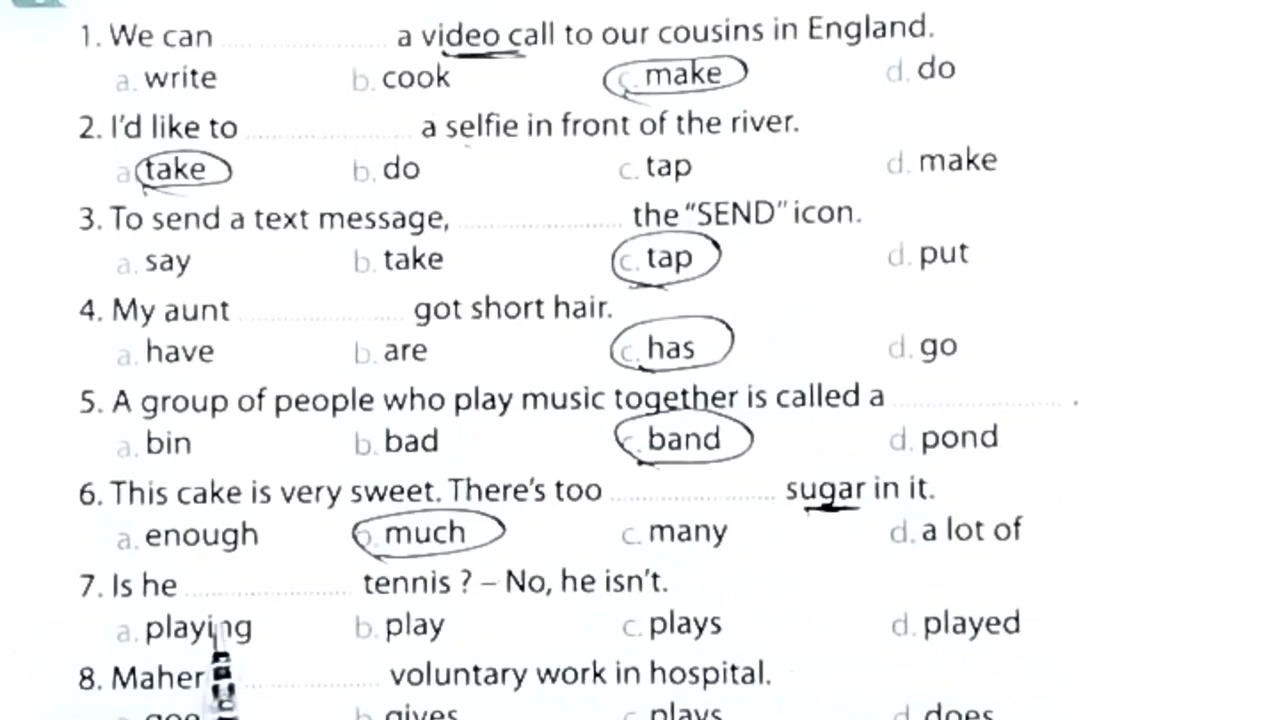 1. We can .................... a video call to our cousins in England.
a. write b. cook c. make d. do
2. I'd like to .................... a selfie in front of the river.
a take b. do c. tap d. make
3. To send a text message, .................... the "SEND" icon.
a. say b. take c. tap d. put
4. My aunt .................... got short hair.
a. have b. are c. has d. go
5. A group of people who play music together is called a .................... .
a. bin b. bad c. band d. pond
6. This cake is very sweet. There's too .................... sugar in it.
a. enough b. much c. many d. a lot of
7. Is he .................... tennis ? – No, he isn't.
a. playing b. play c. plays d. played
8. Maher .................... voluntary work in hospital.
b. gives c. plays d. does